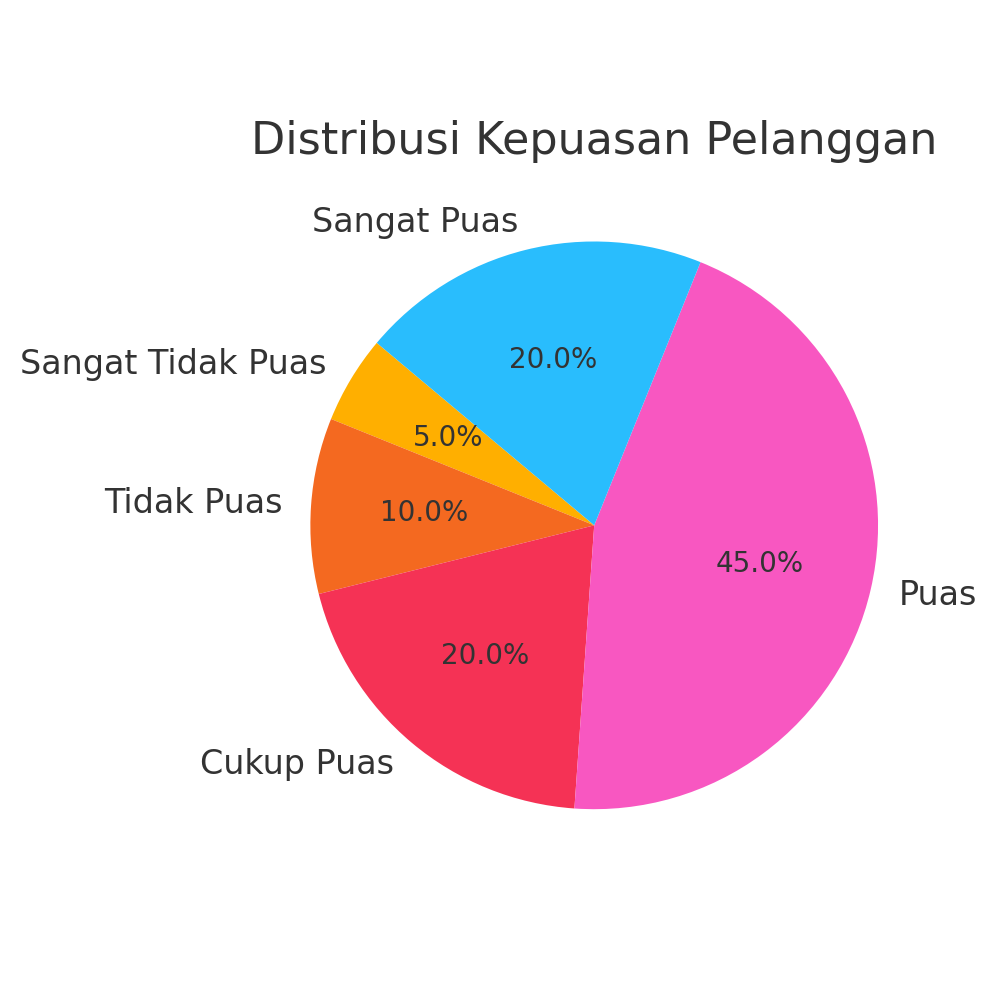 Distribusi Kepuasan Pelanggan
Sangat Puas
20.0%
Sangat Tidak Puas
5.0%
Tidak Puas
10.0%
Cukup Puas
20.0%
Puas
45.0%